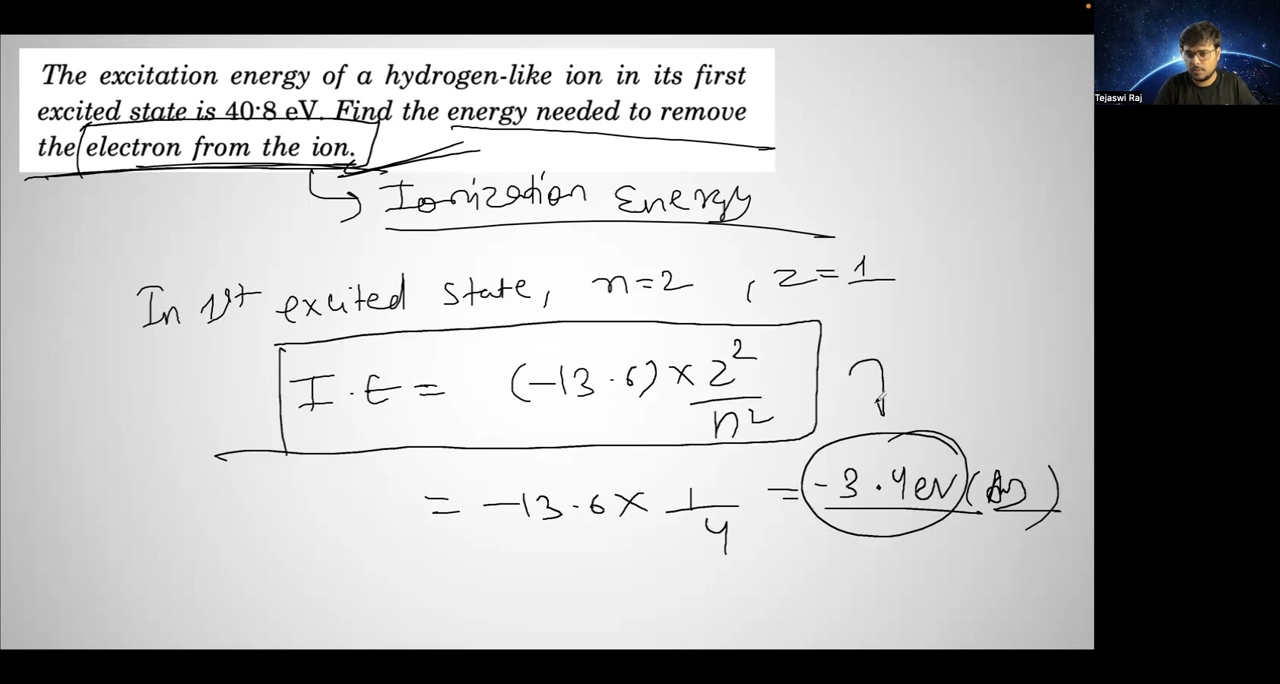 The excitation energy of a hydrogen-like ion in its first
excited state is 40·8 eV. Find the energy needed to remove
the electron from the ion.
Tejaswi Raj
Ionization Energy
In 1st excited state, n=2 , z=1
I.E = (-13.6) × z²/n²
= -13.6 × 1/4 = -3.4eV (Ans)